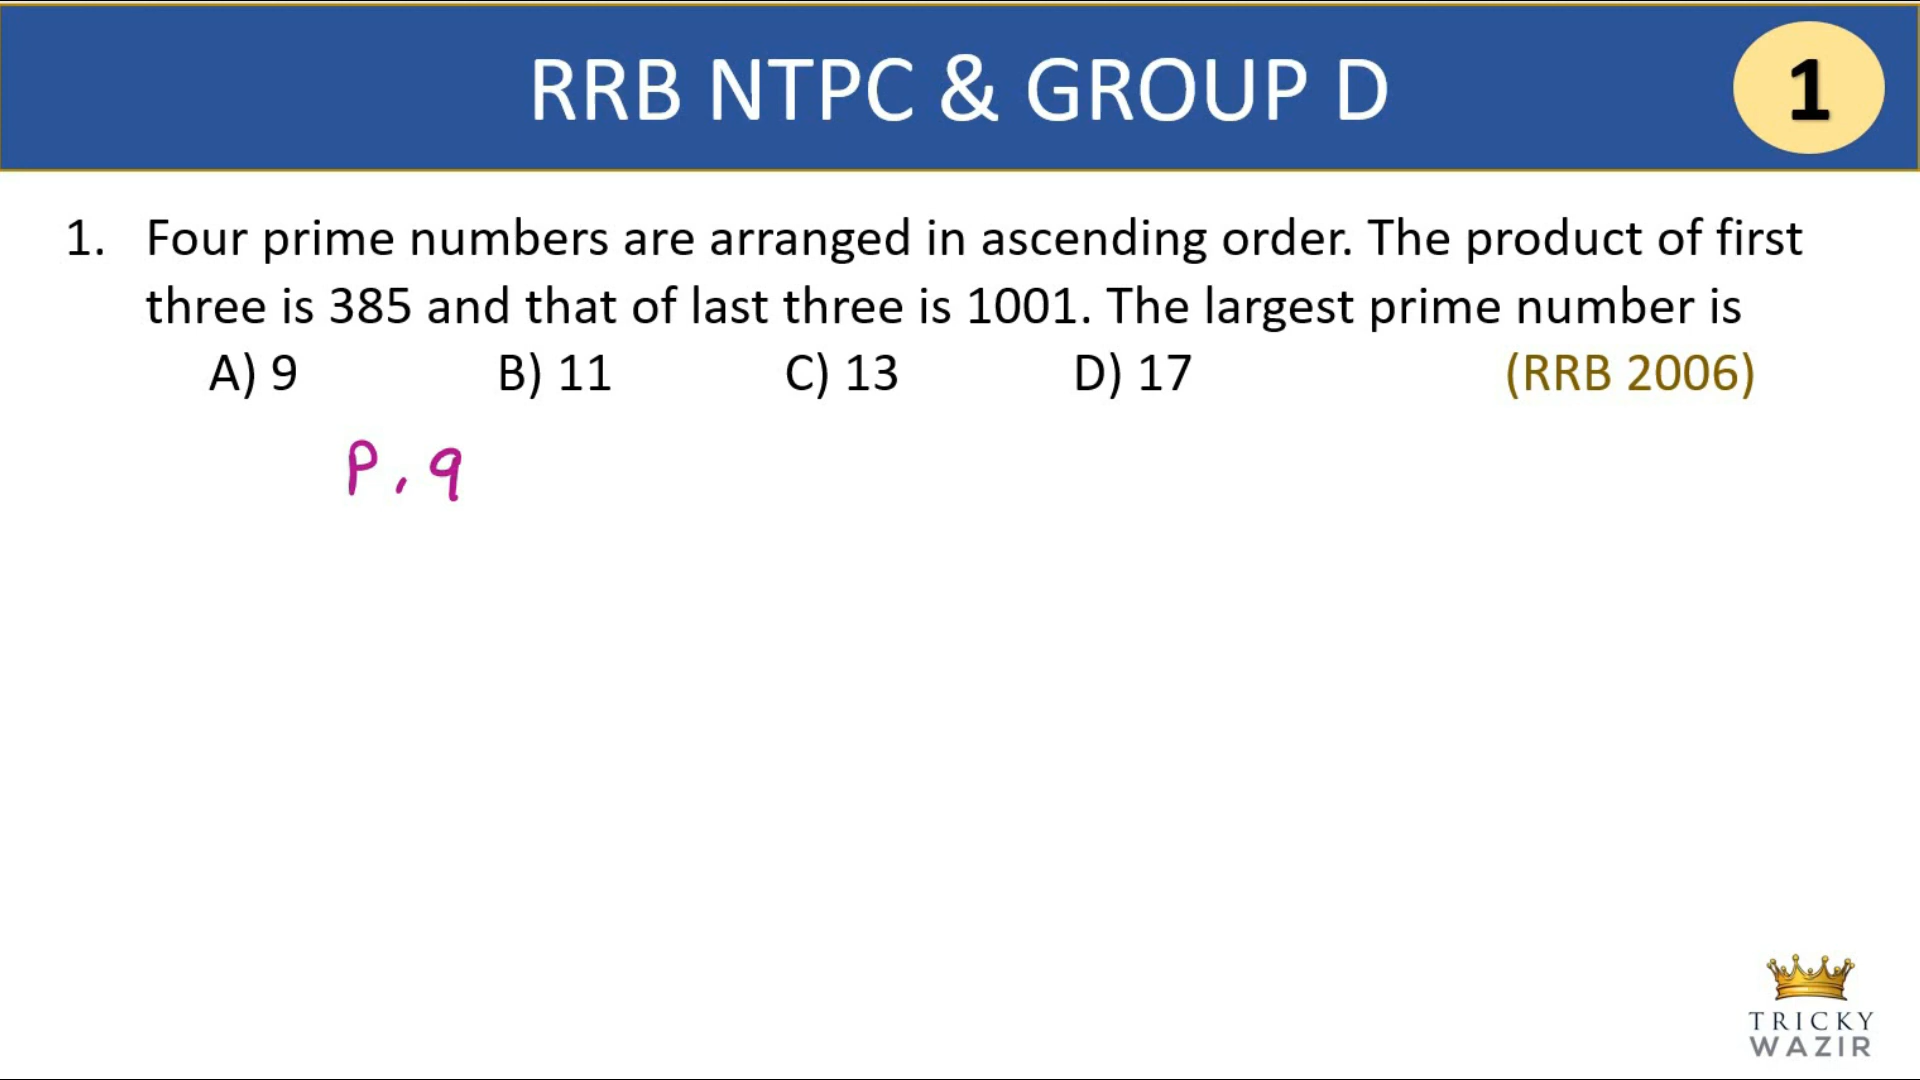 RRB NTPC & GROUP D
1
1. Four prime numbers are arranged in ascending order. The product of first
three is 385 and that of last three is 1001. The largest prime number is
A) 9 B) 11 C) 13 D) 17 (RRB 2006)
P, q
TRICKY
WAZIR